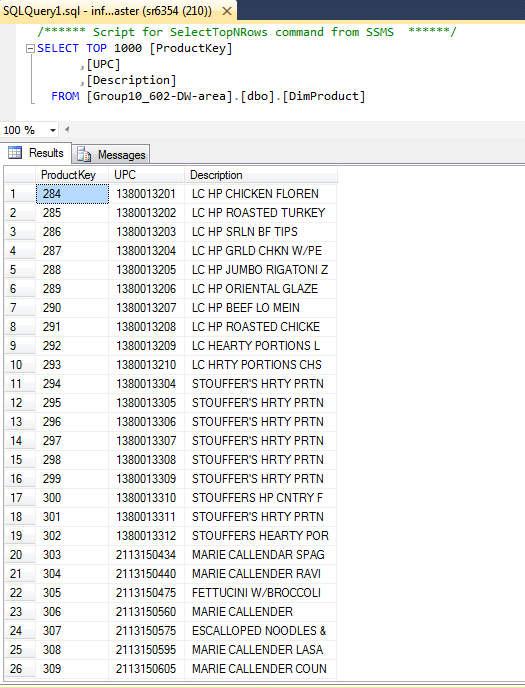 SQLQuery1.sql - inf...aster (sr6354 (210))
/****** Script for SelectTopNRows command from SSMS  ******/
SELECT TOP 1000 [ProductKey]
,[UPC]
,[Description]
FROM [Group10_602-DW-area].[dbo].[DimProduct]
100 %
Results Messages
ProductKey UPC Description
1 284 1380013201 LC HP CHICKEN FLOREN
2 285 1380013202 LC HP ROASTED TURKEY
3 286 1380013203 LC HP SRLN BF TIPS
4 287 1380013204 LC HP GRLD CHKN W/PE
5 288 1380013205 LC HP JUMBO RIGATONI Z
6 289 1380013206 LC HP ORIENTAL GLAZE
7 290 1380013207 LC HP BEEF LO MEIN
8 291 1380013208 LC HP ROASTED CHICKE
9 292 1380013209 LC HEARTY PORTIONS L
10 293 1380013210 LC HRTY PORTIONS CHS
11 294 1380013304 STOUFFER'S HRTY PRTN
12 295 1380013305 STOUFFER'S HRTY PRTN
13 296 1380013306 STOUFFER'S HRTY PRTN
14 297 1380013307 STOUFFER'S HRTY PRTN
15 298 1380013308 STOUFFER'S HRTY PRTN
16 299 1380013309 STOUFFER'S HRTY PRTN
17 300 1380013310 STOUFFERS HP CNTRY F
18 301 1380013311 STOUFFER'S HRTY PRTN
19 302 1380013312 STOUFFERS HEARTY POR
20 303 2113150434 MARIE CALLENDAR SPAG
21 304 2113150440 MARIE CALLENDER RAVI
22 305 2113150475 FETTUCINI W/BROCCOLI
23 306 2113150560 MARIE CALLENDER
24 307 2113150575 ESCALLOPED NOODLES &
25 308 2113150595 MARIE CALLENDER LASA
26 309 2113150605 MARIE CALLENDER COUN